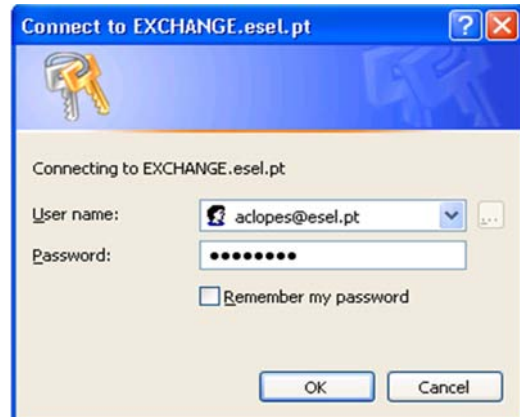 Connect to EXCHANGE.esel.pt
Connecting to EXCHANGE.esel.pt
User name: aclopes@esel.pt ...
Password: ●●●●●●●●
Remember my password
OK Cancel